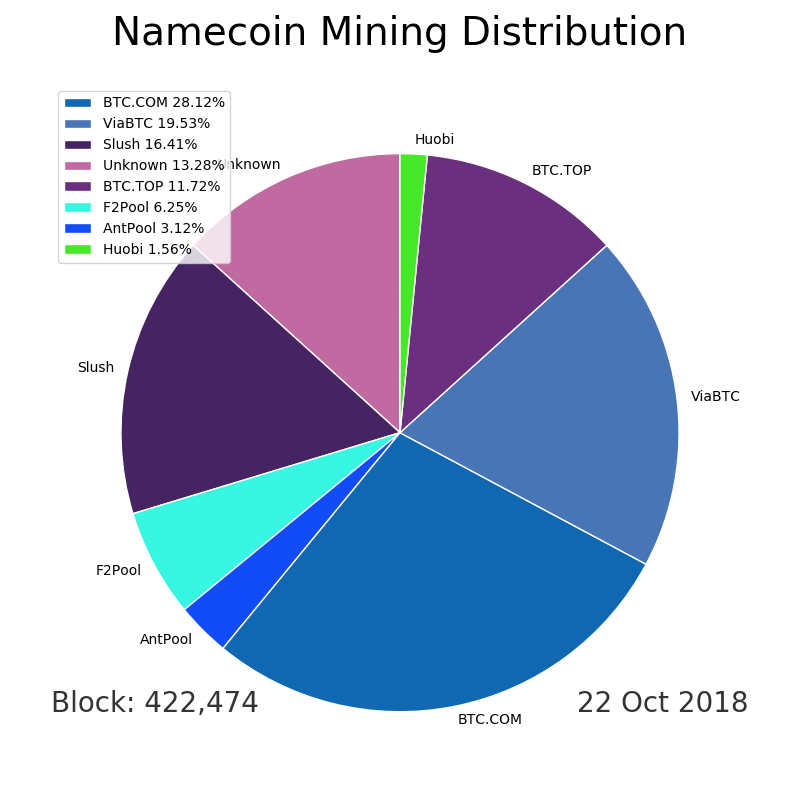 Namecoin Mining Distribution
BTC.COM 28.12%
ViaBTC 19.53%
Slush 16.41%
Unknown 13.28%
BTC.TOP 11.72%
F2Pool 6.25%
AntPool 3.12%
Huobi 1.56%
Unknown
Huobi
BTC.TOP
Slush
ViaBTC
F2Pool
AntPool
BTC.COM
Block: 422,474
22 Oct 2018